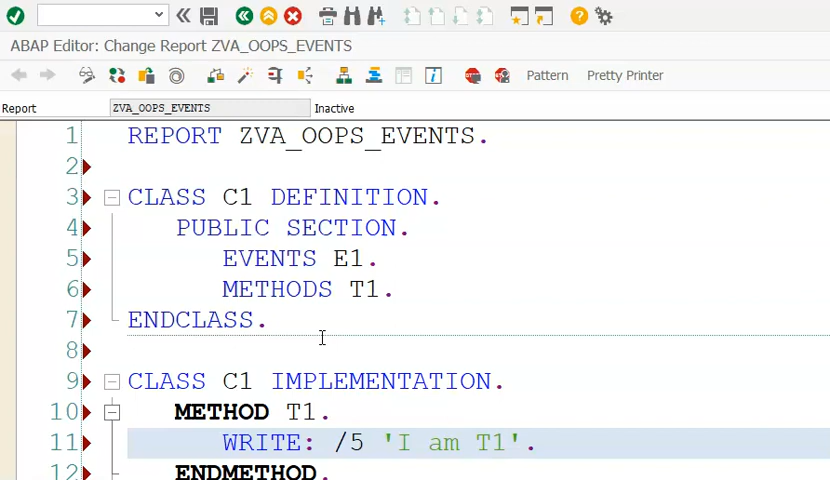 ABAP Editor: Change Report ZVA_OOPS_EVENTS
Pattern Pretty Printer
Report ZVA_OOPS_EVENTS Inactive
1 REPORT ZVA_OOPS_EVENTS.
2
3 CLASS C1 DEFINITION.
4 PUBLIC SECTION.
5 EVENTS E1.
6 METHODS T1.
7 ENDCLASS.
8
9 CLASS C1 IMPLEMENTATION.
10 METHOD T1.
11 WRITE: /5 'I am T1'.
12 ENDMETHOD.